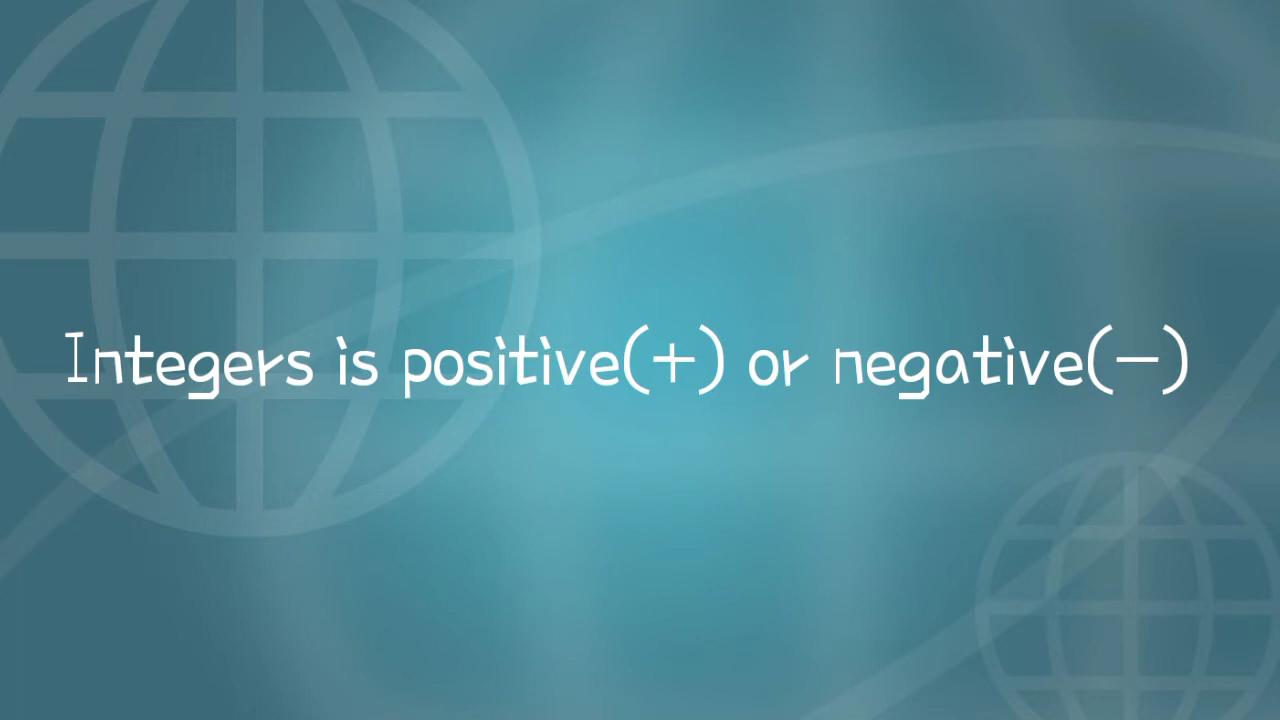 Integers is positive(+) or negative(-)